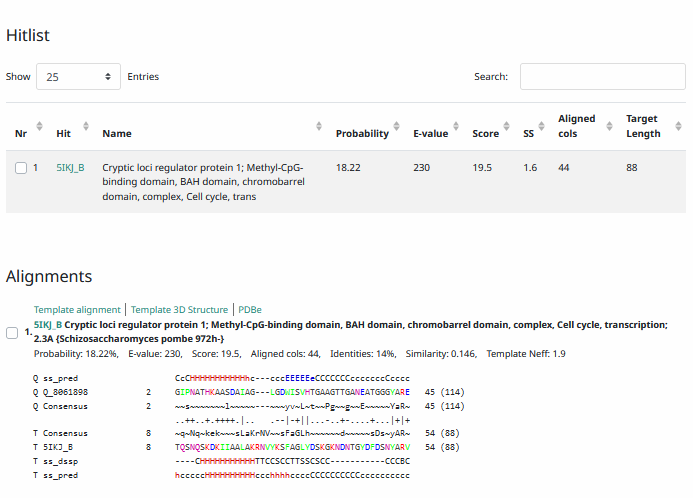 Hitlist
Show 25 Entries Search:
Nr Hit Name Probability E-value Score SS Aligned cols Target Length
1 5IKJ_B Cryptic loci regulator protein 1; Methyl-CpG- 18.22 230 19.5 1.6 44 88
binding domain, BAH domain, chromobarrel
domain, complex, Cell cycle, trans
Alignments
Template alignment | Template 3D Structure | PDBe
1. 5IKJ_B Cryptic loci regulator protein 1; Methyl-CpG-binding domain, BAH domain, chromobarrel domain, complex, Cell cycle, transcription;
2.3A {Schizosaccharomyces pombe 972h-}
Probability: 18.22%, E-value: 230, Score: 19.5, Aligned cols: 44, Identities: 14%, Similarity: 0.146, Template Neff: 1.9
Q ss_pred CcCHHHHHHHHHHHhc---cccEEEEEeCCCCCCCccccccCCcccc
Q Q_8061898 2 GIPNATHKAASDAIAG---LGDWISVHTGAAGTTGANEATGGGYARE 45 (114)
Q Consensus 2 ~~s~~~~~~~l~~~~~---~~~yv~L~t~~Pg~~g~~E~~~~~YaR~ 45 (114)
..++..+.++++.|.. .--|-+||...-+..-....+...|+|+
T Consensus 8 ~q~Nq~kek~~~sLaKrNV~~sFaGLh~~~~~~d~~~~~sDs~yAR~ 54 (88)
T 5IKJ_B 8 TQSNQSKDKITAALAKRNVYKSFAGLYDSKGKNDNTGYDFDSNYARL 54 (88)
T ss_dssp ----CHHHHHHHHHHHTTCCSCCTTSSCSCC-----------CCCBC
T ss_pred hcccccHHHHHHHHHccchhhhccccCCCCCCCCCCccccccccccc